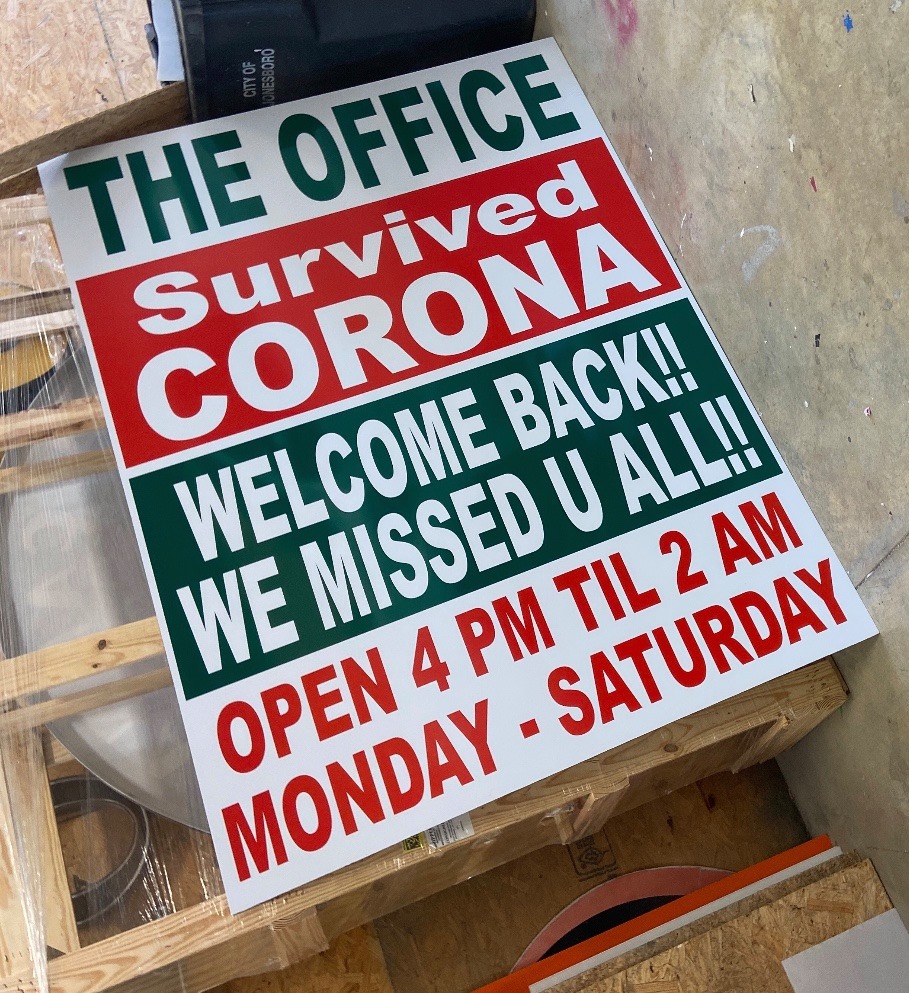 CITY OF
JONESBORO
THE OFFICE
Survived
CORONA
WELCOME BACK!!
WE MISSED U ALL!!
OPEN 4 PM TIL 2 AM
MONDAY - SATURDAY